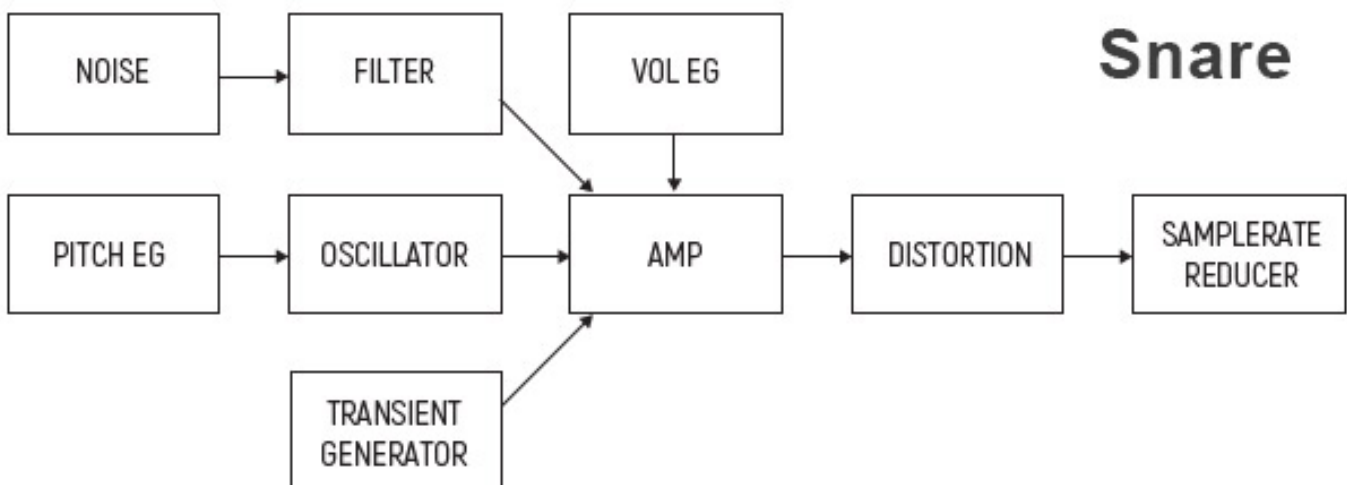 Snare
NOISE
FILTER
VOL EG
PITCH EG
OSCILLATOR
AMP
DISTORTION
SAMPLERATE
REDUCER
TRANSIENT
GENERATOR